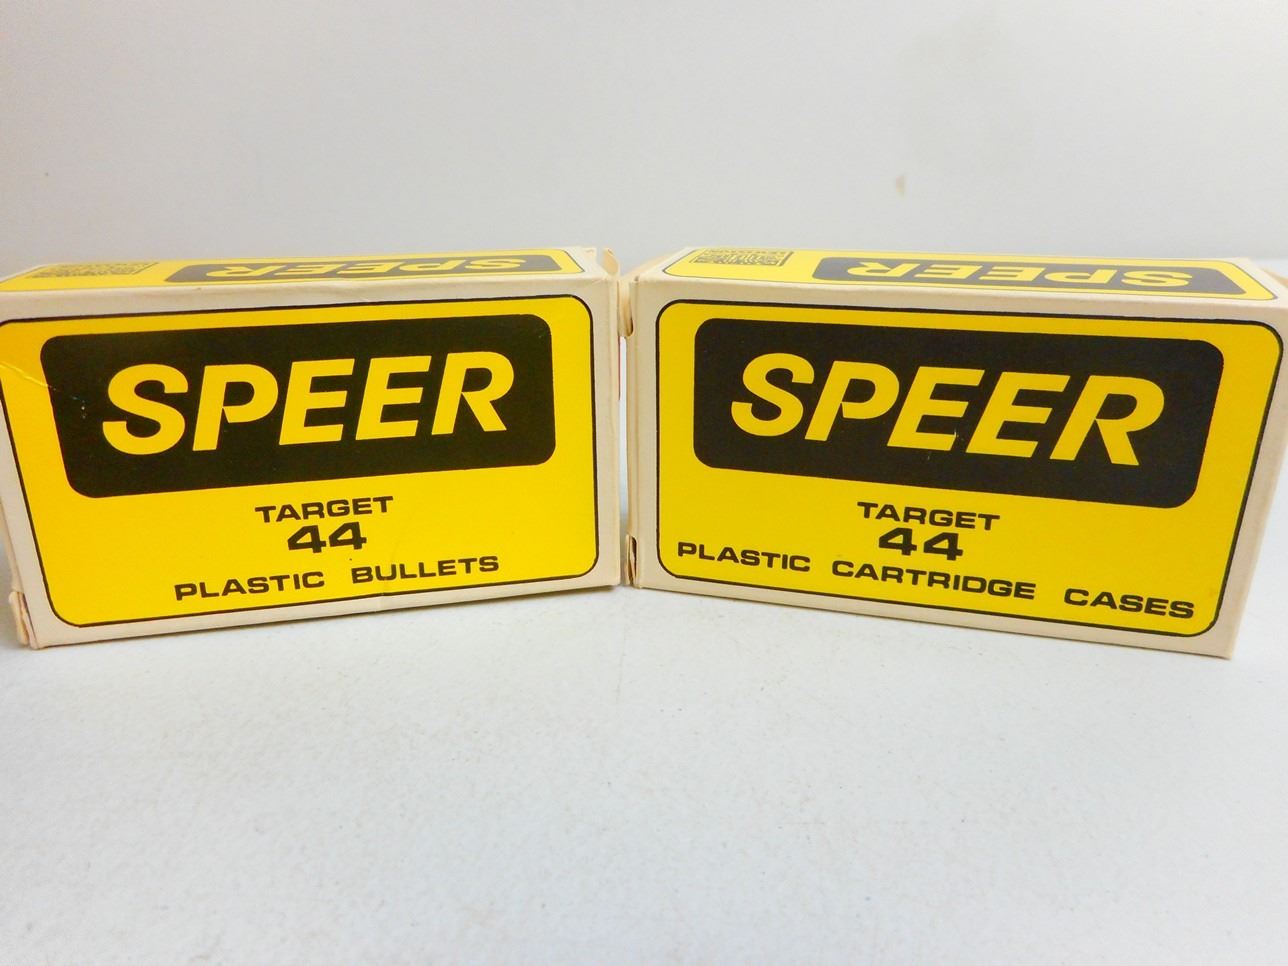 SPEER
SPEER
TARGET
44
PLASTIC BULLETS
SPEER
SPEER
TARGET
44
PLASTIC CARTRIDGE CASES